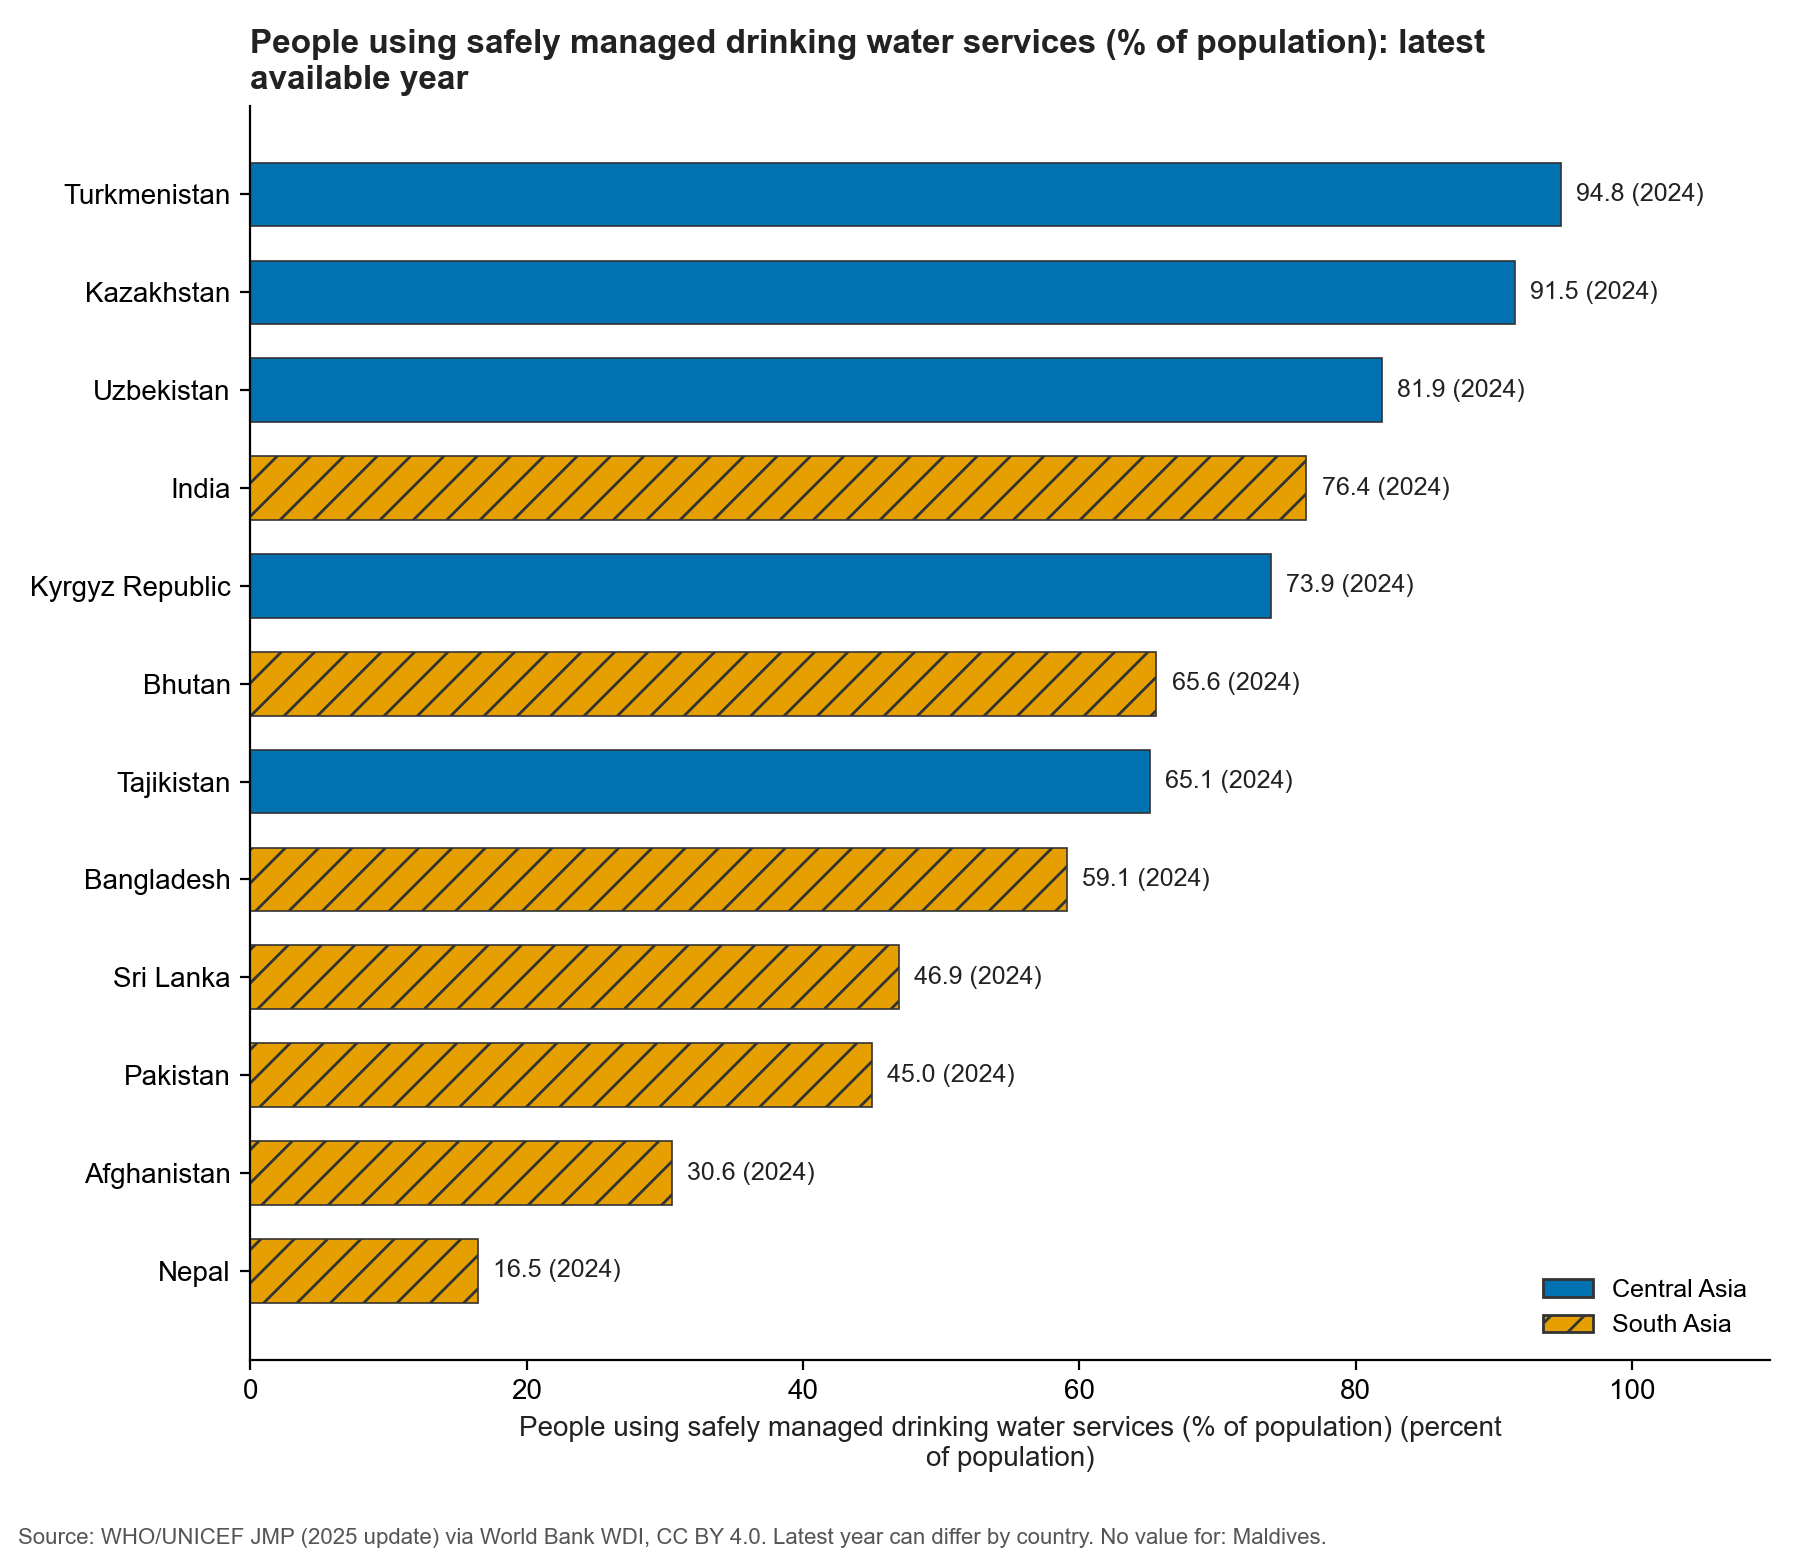 People using safely managed drinking water services (% of population): latest
available year
Turkmenistan 94.8 (2024)
Kazakhstan 91.5 (2024)
Uzbekistan 81.9 (2024)
India 76.4 (2024)
Kyrgyz Republic 73.9 (2024)
Bhutan 65.6 (2024)
Tajikistan 65.1 (2024)
Bangladesh 59.1 (2024)
Sri Lanka 46.9 (2024)
Pakistan 45.0 (2024)
Afghanistan 30.6 (2024)
Nepal 16.5 (2024)
Central Asia
South Asia
0 20 40 60 80 100
People using safely managed drinking water services (% of population) (percent
of population)
Source: WHO/UNICEF JMP (2025 update) via World Bank WDI, CC BY 4.0. Latest year can differ by country. No value for: Maldives.